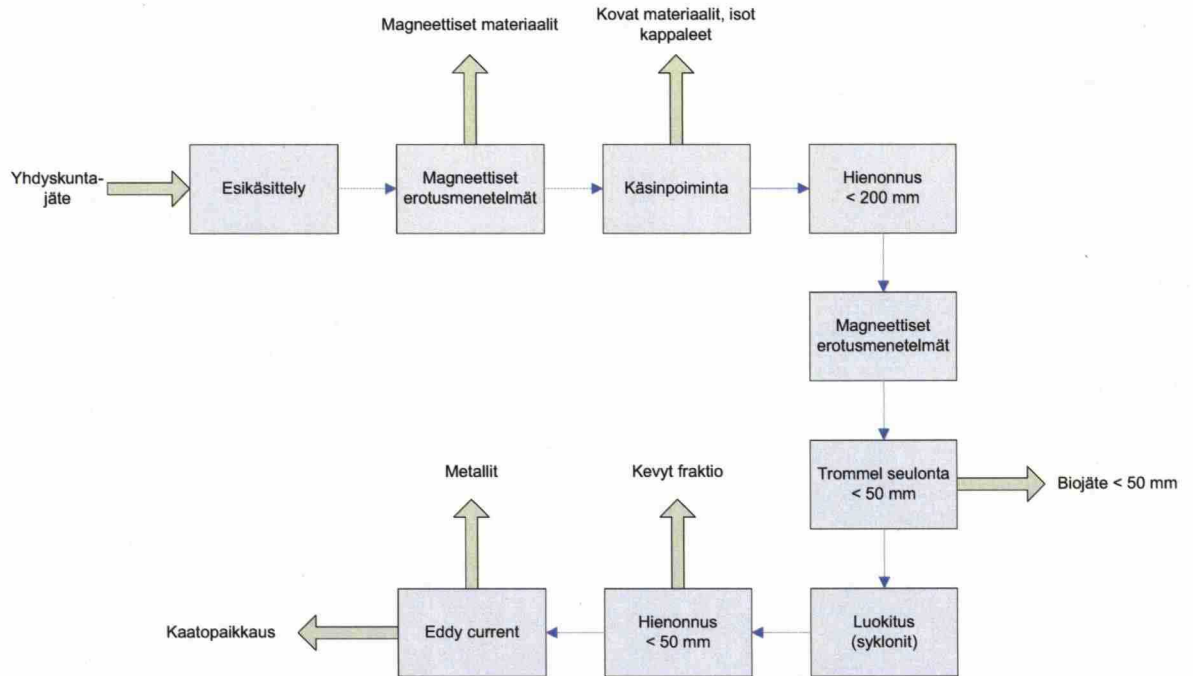 Magneettiset materiaalit
Kovat materiaalit, isot
kappaleet
Yhdyskunta-
jäte
Esikäsittely
Magneettiset
erotusmenetelmät
Käsinpoiminta
Hienonnus
< 200 mm
Magneettiset
erotusmenetelmät
Trommel seulonta
< 50 mm
Biojäte < 50 mm
Luokitus
(syklonit)
Kevyt fraktio
Hienonnus
< 50 mm
Metallit
Eddy current
Kaatopaikkaus